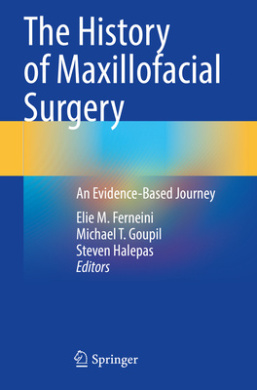 The History
of Maxillofacial
Surgery
An Evidence-Based Journey
Elie M. Ferneini
Michael T. Goupil
Steven Halepas
Editors
Springer